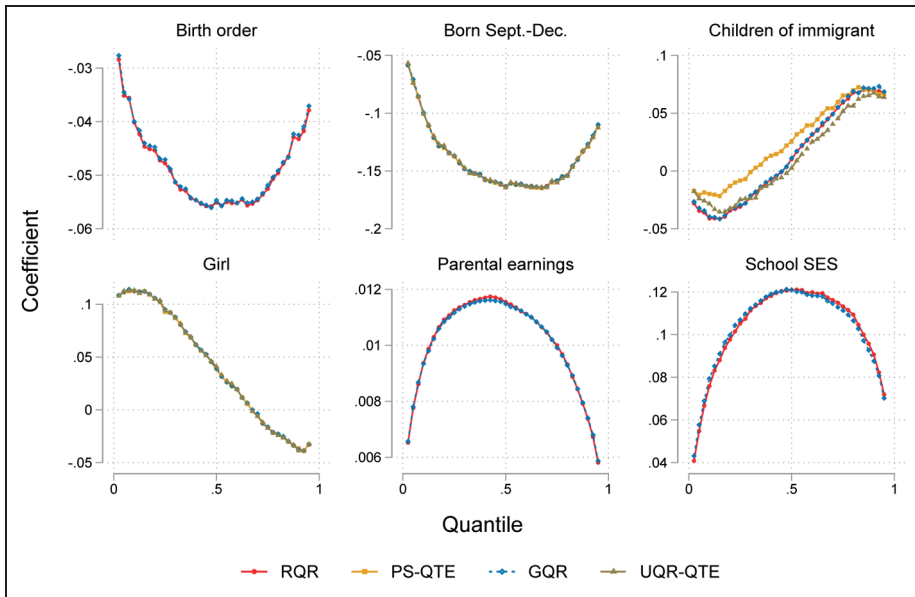 Birth order
Born Sept.-Dec.
Children of immigrant
-.03
-.04
-.05
-.06
-.05
-.1
-.15
-.2
.1
.05
0
-.05
Girl
Parental earnings
School SES
.1
.05
0
-.05
.012
.01
.008
.006
.12
.1
.08
.06
.04
0 .5 1
0 .5 1
0 .5 1
Coefficient
Quantile
RQR PS-QTE GQR UQR-QTE